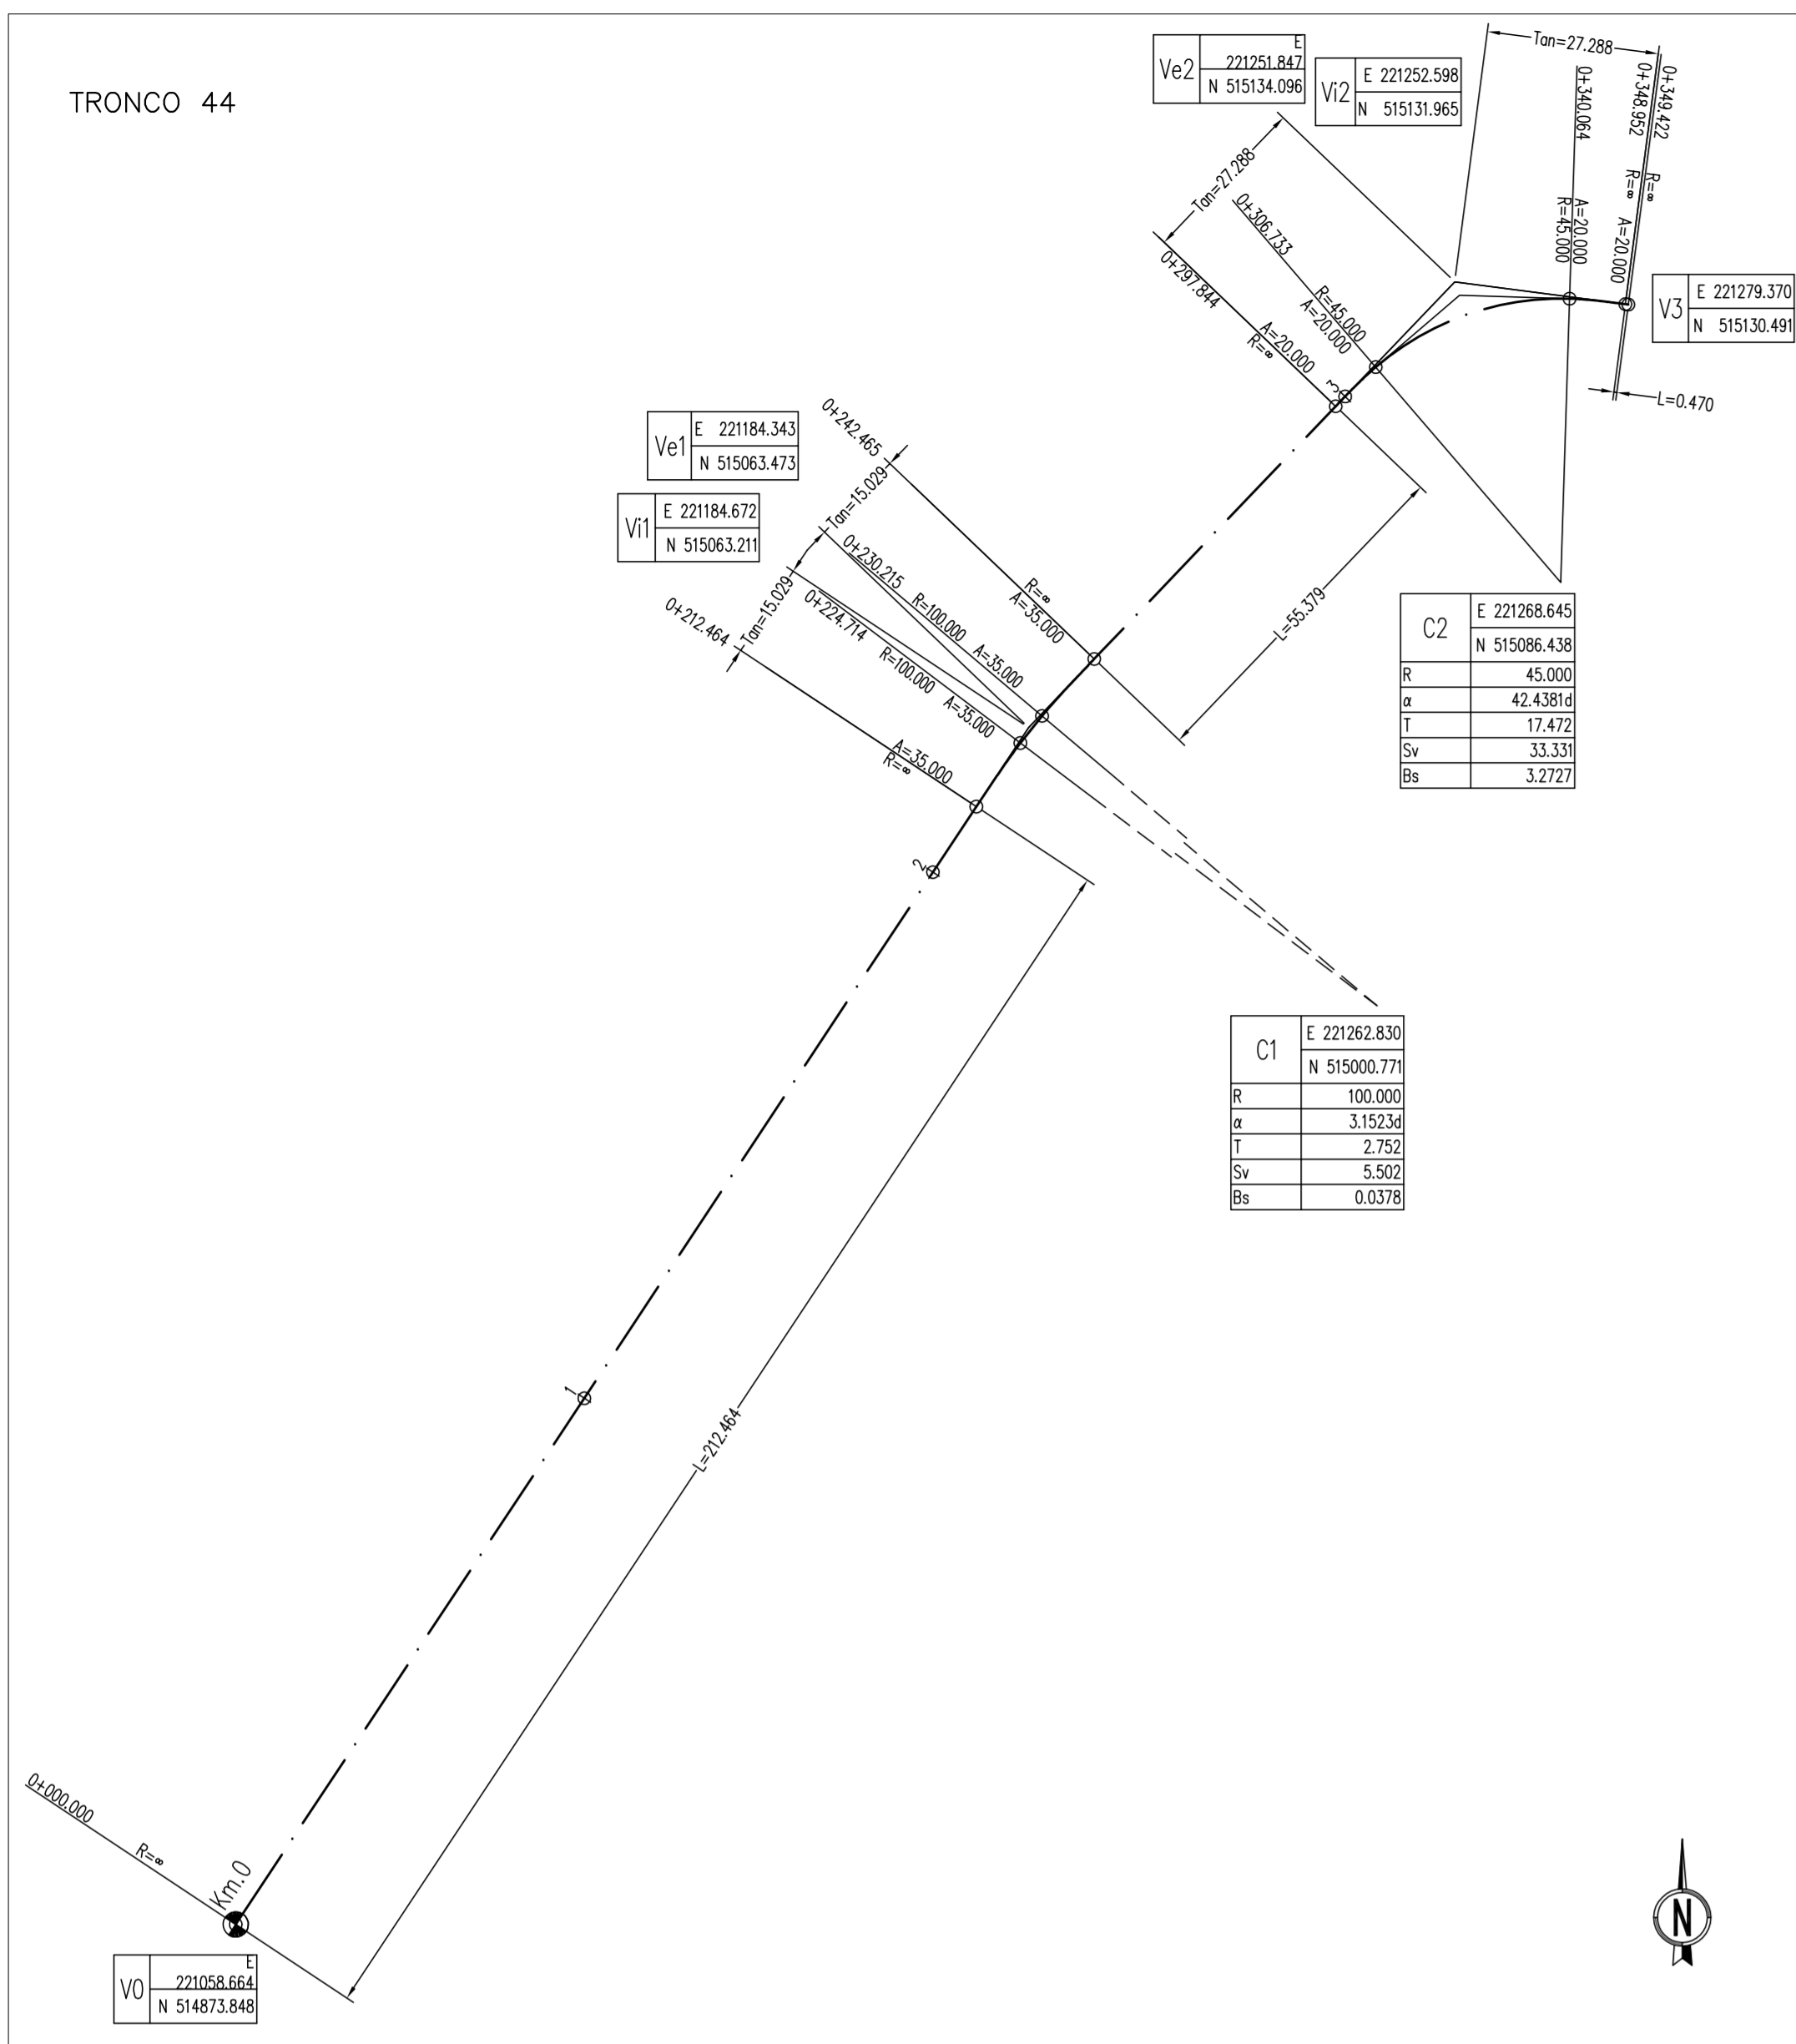 TRONCO 44
Ve2
E
221251.847
N 515134.096
Vi2
E 221252.598
N 515131.965
Tan=27.288
0+340.064
0+348.952
0+349.422
R=45.000
A=20.000
R=∞
A=20.000
R=∞
V3
E 221279.370
N 515130.491
L=0.470
Tan=27.288
0+306.733
R=45.000
A=20.000
0+297.844
A=20.000
R=∞
3
Ve1
E 221184.343
N 515063.473
Vi1
E 221184.672
N 515063.211
0+242.465
R=∞
A=35.000
Tan=15.029
0+230.215
R=100.000
A=35.000
0+224.714
R=100.000
A=35.000
Tan=15.029
0+212.464
A=35.000
R=∞
L=55.379
C2
E 221268.645
N 515086.438
R 45.000
α 42.4381d
T 17.472
Sv 33.331
Bs 3.2727
2
C1
E 221262.830
N 515000.771
R 100.000
α 3.1523d
T 2.752
Sv 5.502
Bs 0.0378
1
L=212.464
0+000.000
R=∞
Km.0
V0
E
221058.664
N 514873.848
N